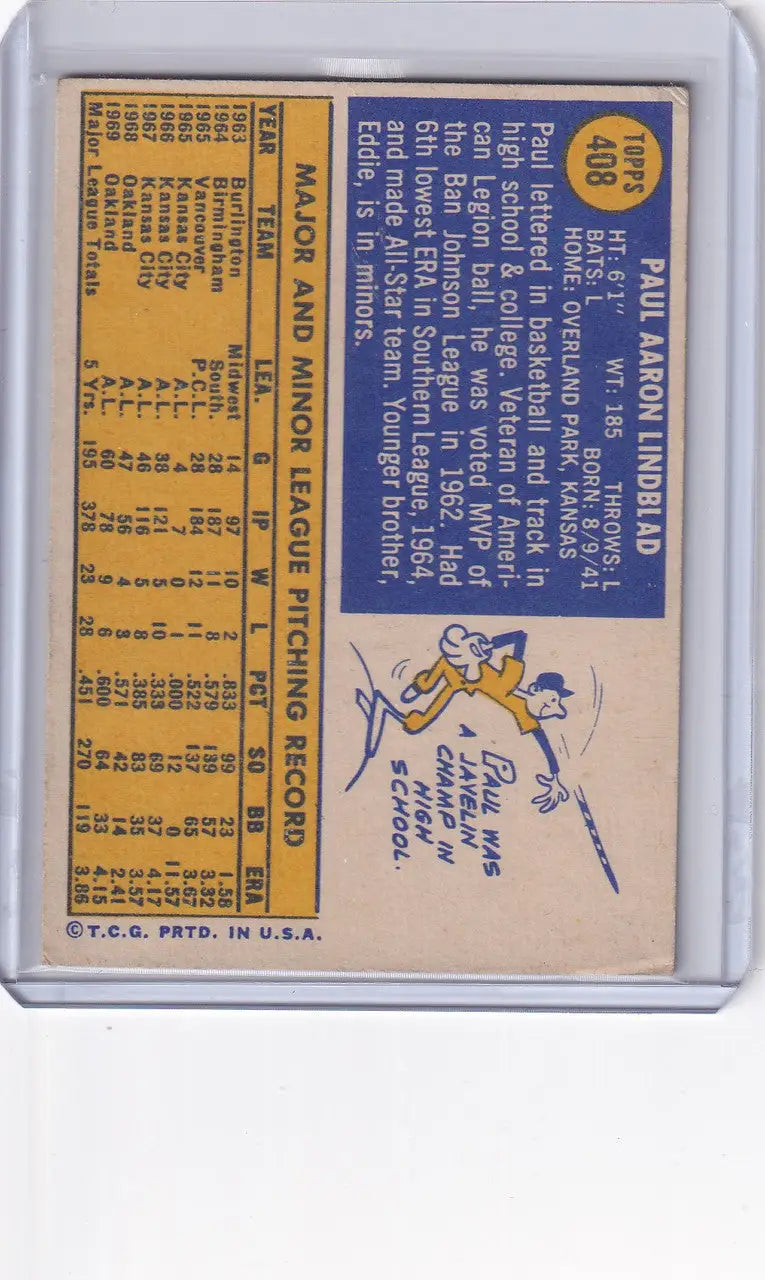 TOPPS
408
PAUL AARON LINDBLAD
HT: 6'1" WT: 185 THROWS: L
BATS: L BORN: 8/9/41
HOME: OVERLAND PARK, KANSAS
Paul lettered in basketball and track in
high school & college. Veteran of Ameri-
can Legion ball, he was voted MVP of
the Ban Johnson League in 1962. Had
6th lowest ERA in Southern League, 1964,
and made All-Star team. Younger brother,
Eddie, is in minors.
PAUL WAS
A JAVELIN
CHAMP IN
HIGH
SCHOOL.
MAJOR AND MINOR LEAGUE PITCHING RECORD
YEAR TEAM LEA. G IP W L PCT SO BB ERA
1963 Burlington Midwest 14 97 10 2 .833 99 23 1.58
1964 Birmingham South. 28 187 11 8 .579 139 57 3.32
1965 Vancouver P.C.L. 28 184 12 11 .522 137 65 3.67
1965 Kansas City A.L. 4 7 0 1 .000 12 0 11.57
1966 Kansas City A.L. 38 121 5 10 .333 69 37 4.17
1967 Kansas City A.L. 46 116 5 8 .385 83 35 3.57
1968 Oakland A.L. 47 56 4 3 .571 42 14 2.41
1969 Oakland A.L. 60 78 9 6 .600 64 33 4.15
Major League Totals 5 Yrs. 195 378 23 28 .451 270 119 3.86
© T.C.G. PRTD. IN U.S.A.